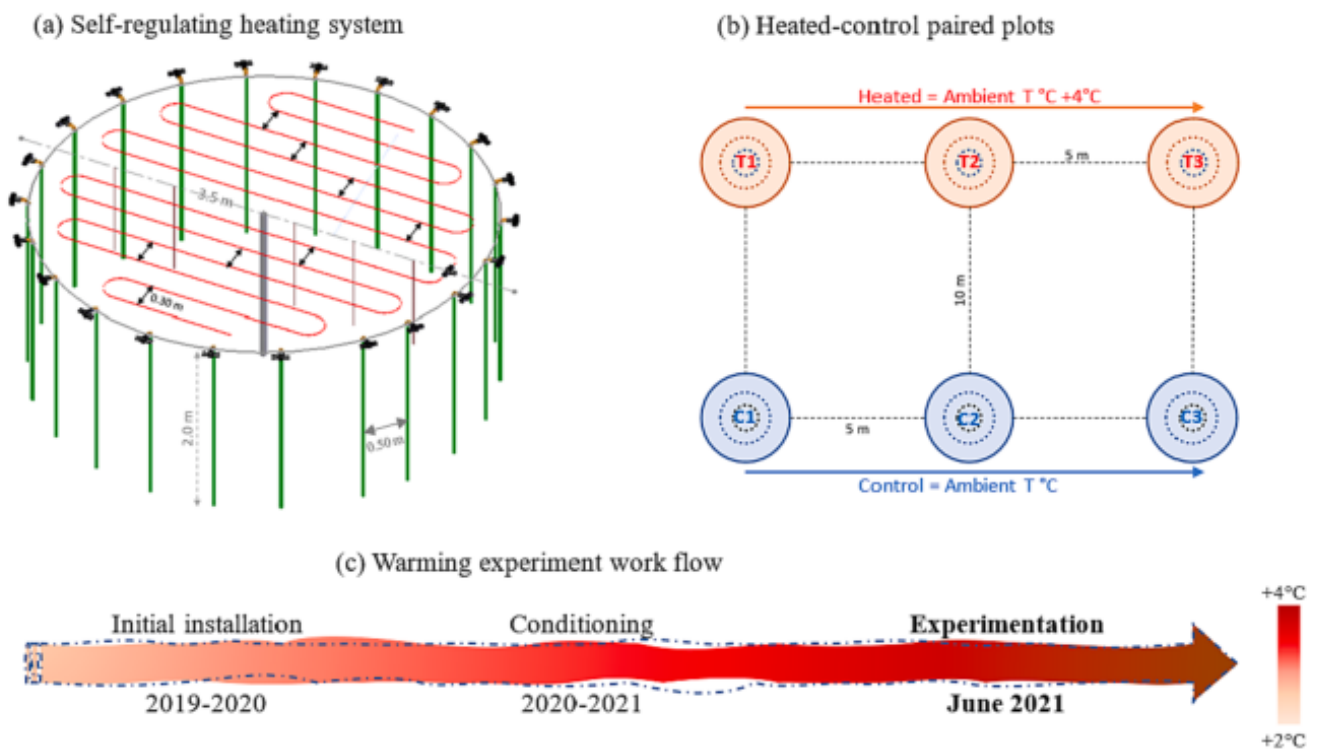 (a) Self-regulating heating system
3.5 m
0.30 m
2.0 m
0.50 m
(b) Heated-control paired plots
Heated = Ambient T °C +4°C
T1
T2
5 m
T3
10 m
C1
5 m
C2
C3
Control = Ambient T °C
(c) Warming experiment work flow
+4°C
Initial installation
Conditioning
Experimentation
2019-2020
2020-2021
June 2021
+2°C